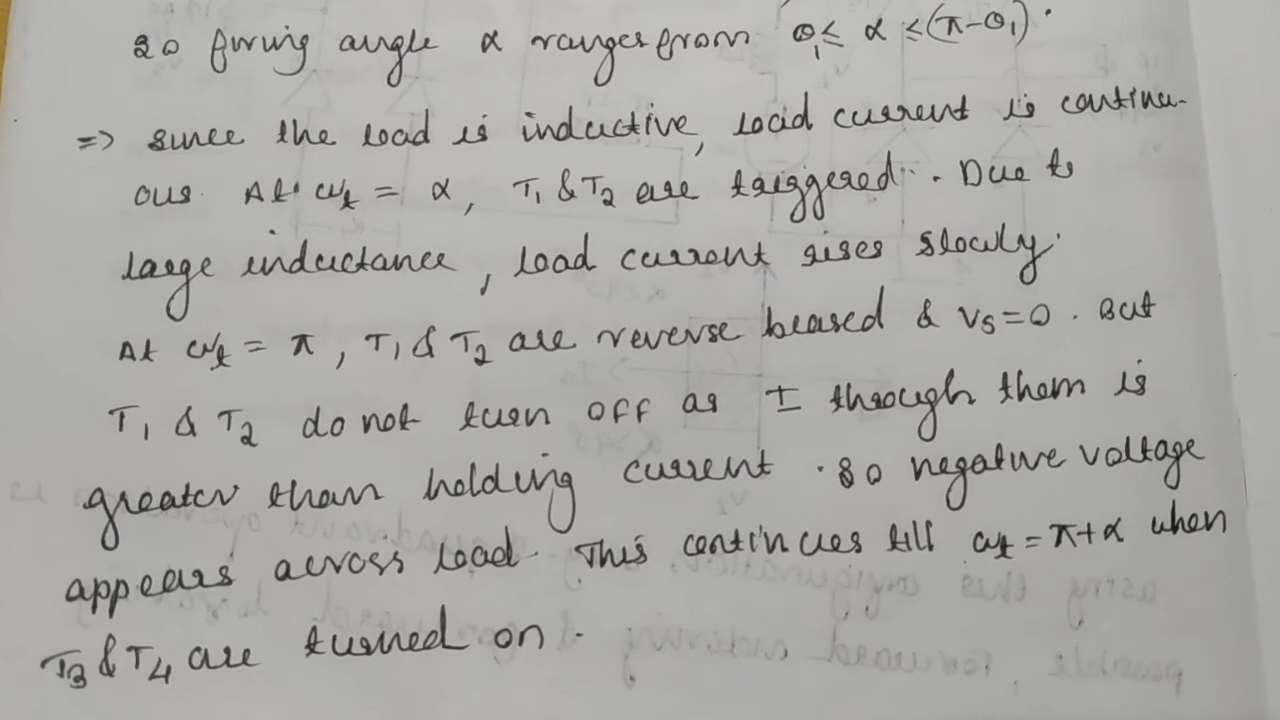 So firing angle α ranges from θ₁ ≤ α ≤ (π-θ₁).
=> since the load is inductive, load current is continu-
ous. At ωt = α, T₁ & T₂ are triggered. Due to
large inductance, load current rises slowly.
At ωt = π, T₁ & T₂ are reverse beased & Vs=0. But
T₁ & T₂ do not turn off as I through them is
greater than holding current. So negative voltage
appears across load. This continues till ωt = π+α when
T₃ & T₄ are turned on.